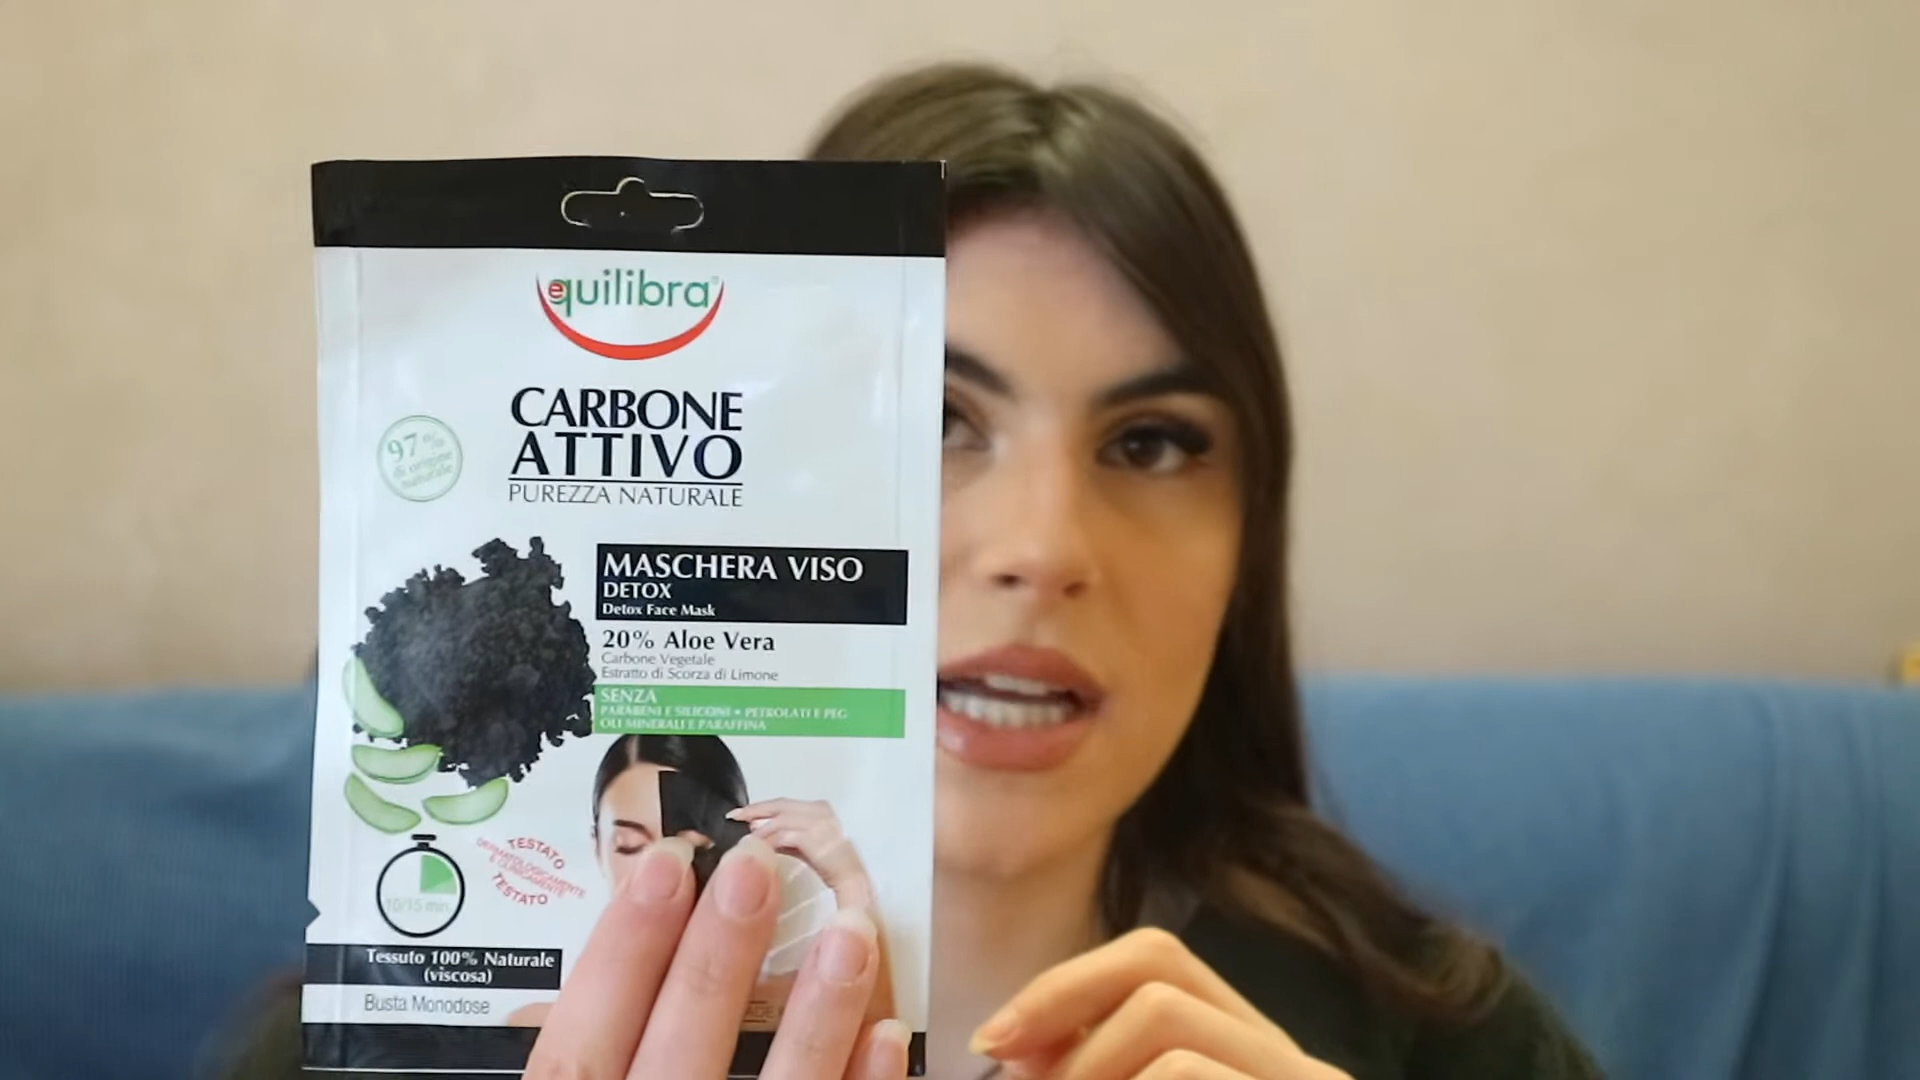 equilibra
CARBONE
ATTIVO
PUREZZA NATURALE
97%
di origine
naturale
MASCHERA VISO
DETOX
Detox Face Mask
20% Aloe Vera
Carbone Vegetale
Estratto di Scorza di Limone
SENZA
PARABENI E SILICONI • PETROLATI E PEG
OLI MINERALI E PARAFFINA
TESTATO
DERMATOLOGICAMENTE
E CLINICAMENTE
TESTATO
10/15 min
Tessuto 100% Naturale
(viscosa)
Busta Monodose